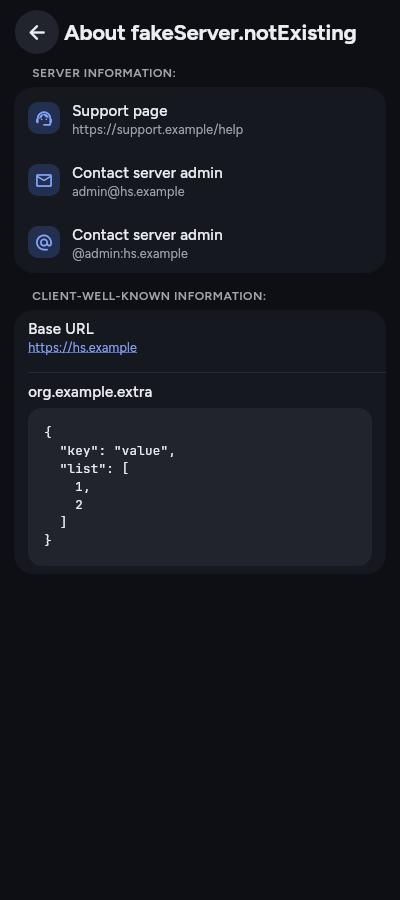 About fakeServer.notExisting
SERVER INFORMATION:
Support page
https://support.example/help
Contact server admin
admin@hs.example
Contact server admin
@admin:hs.example
CLIENT-WELL-KNOWN INFORMATION:
Base URL
https://hs.example
org.example.extra
{
  "key": "value",
  "list": [
    1,
    2
  ]
}